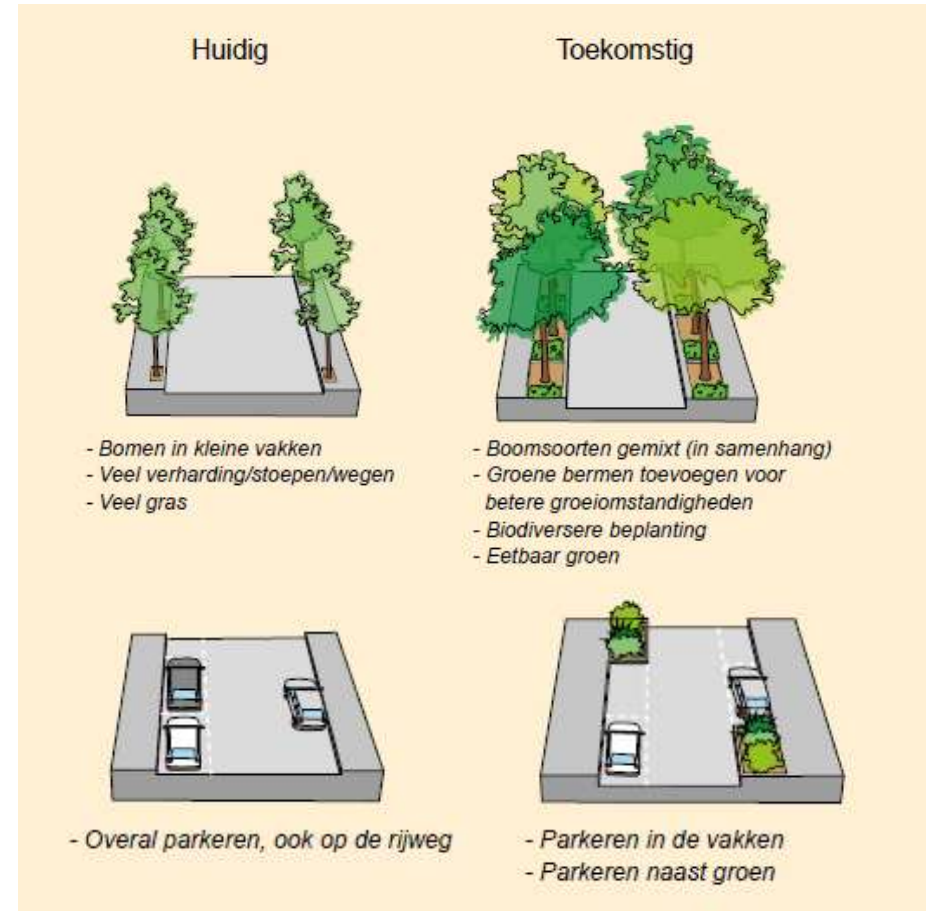 Huidig
Toekomstig
- Bomen in kleine vakken
- Veel verharding/stoepen/wegen
- Veel gras
- Boomsoorten gemixt (in samenhang)
- Groene bermen toevoegen voor
betere groeiomstandigheden
- Biodiversere beplanting
- Eetbaar groen
- Overal parkeren, ook op de rijweg
- Parkeren in de vakken
- Parkeren naast groen